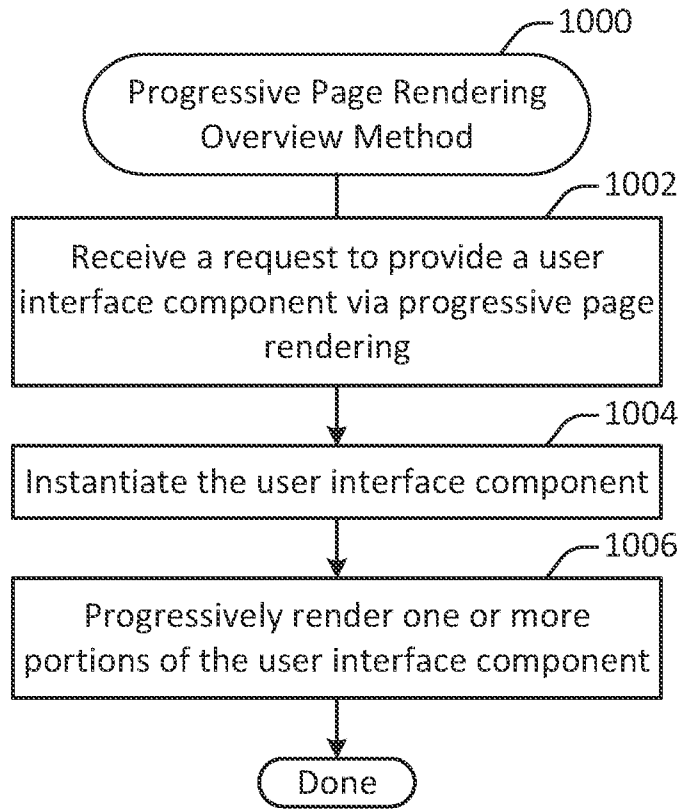 1000
Progressive Page Rendering
Overview Method
1002
Receive a request to provide a user
interface component via progressive page
rendering
1004
Instantiate the user interface component
1006
Progressively render one or more
portions of the user interface component
Done